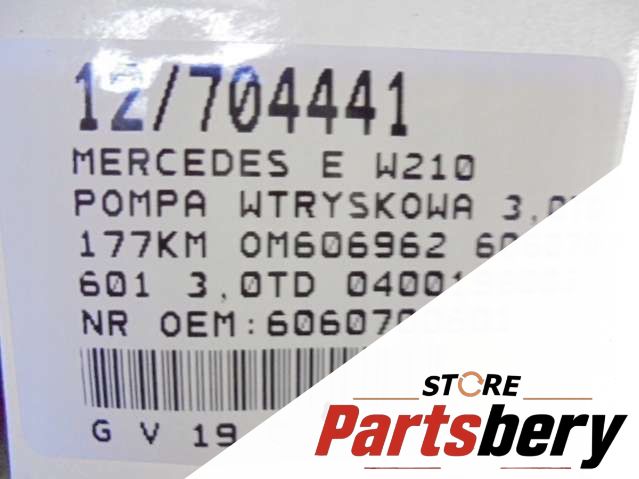 12/704441
MERCEDES E W210
POMPA WTRYSKOWA
177KM OM606962
601 3.0TD
NR OEM:
G V 19
STORE
Partsbery